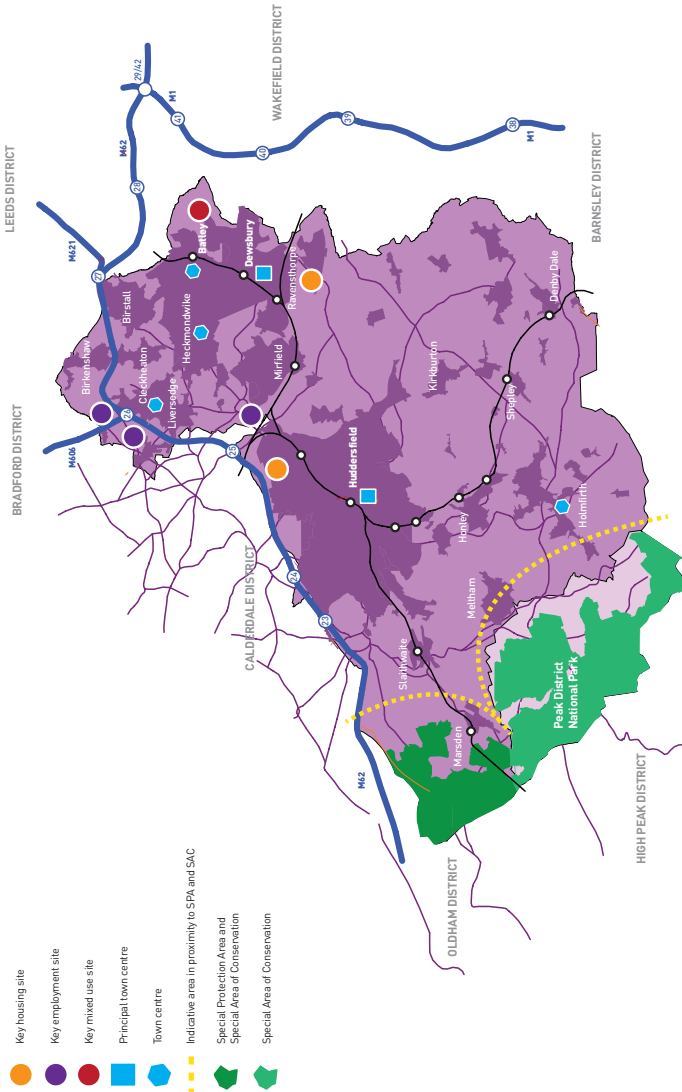 LEEDS DISTRICT
BRADFORD DISTRICT
WAKEFIELD DISTRICT
CALDERDALE DISTRICT
BARNSLEY DISTRICT
OLDHAM DISTRICT
HIGH PEAK DISTRICT
M621
M62
M606
M1
M1
M62
29/42
28
27
26
25
24
23
41
40
39
38
Birkenshaw
Birstall
Cleckheaton
Liversedge
Heckmondwike
Batley
Dewsbury
Ravensthorpe
Mirfield
Huddersfield
Kirkburton
Denby Dale
Shepley
Honley
Holmfirth
Meltham
Slaithwaite
Marsden
Peak District
National Park
Key housing site
Key employment site
Key mixed use site
Principal town centre
Town centre
Indicative area in proximity to SPA and SAC
Special Protection Area and
Special Area of Conservation
Special Area of Conservation